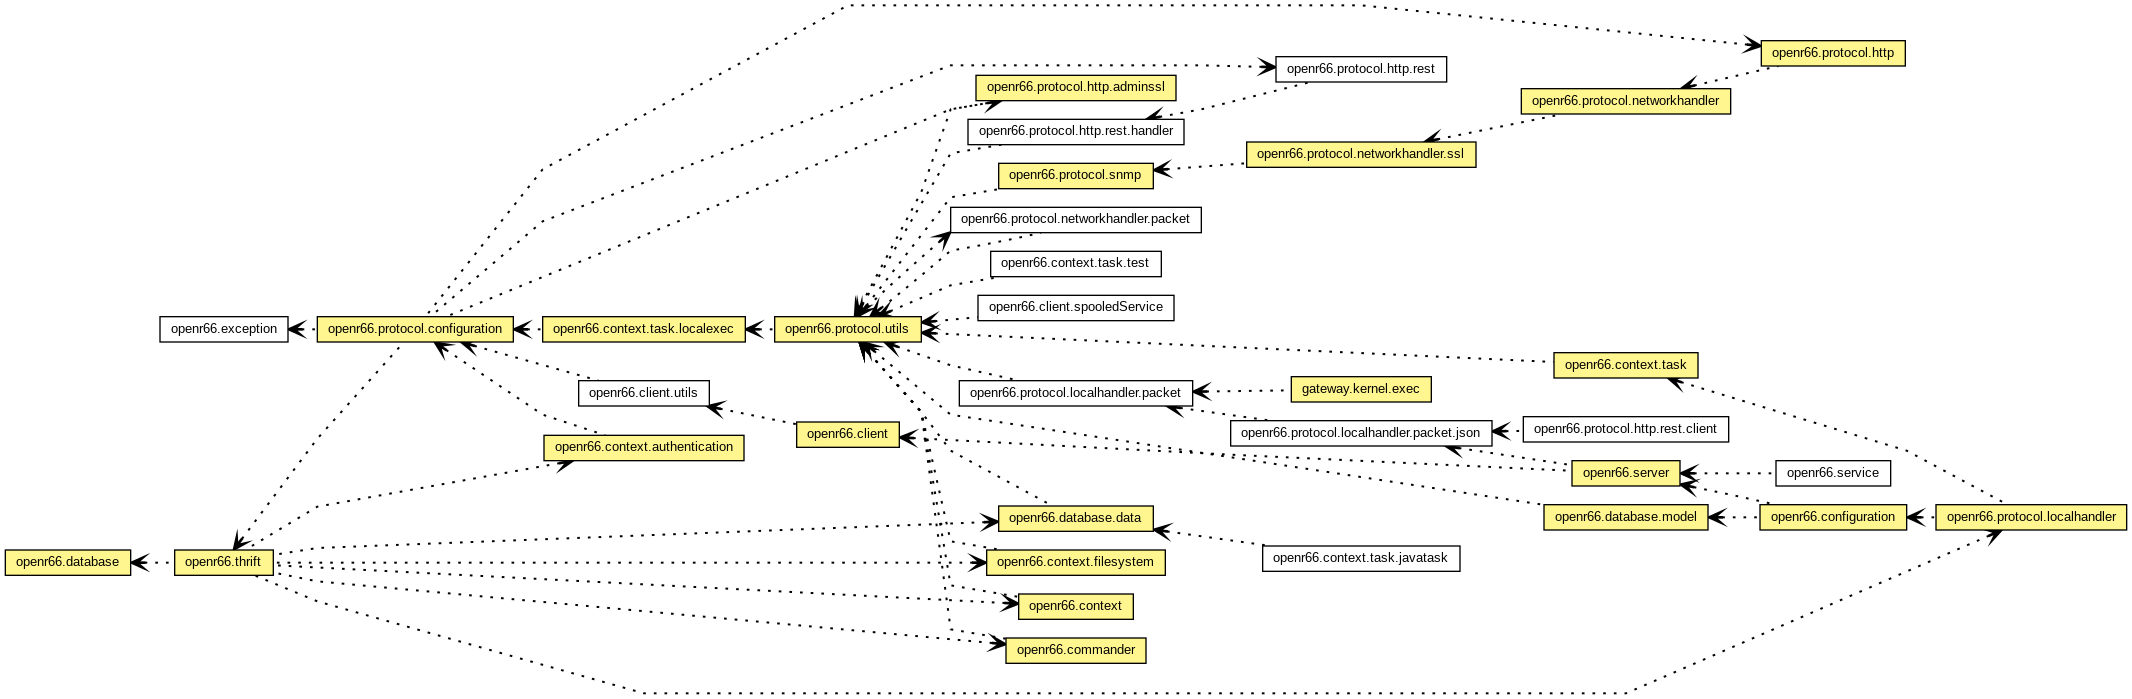 openr66.protocol.http
openr66.protocol.http.rest
openr66.protocol.http.adminssl
openr66.protocol.networkhandler
openr66.protocol.http.rest.handler
openr66.protocol.networkhandler.ssl
openr66.protocol.snmp
openr66.protocol.networkhandler.packet
openr66.context.task.test
openr66.client.spooledService
openr66.exception
openr66.protocol.configuration
openr66.context.task.localexec
openr66.protocol.utils
openr66.context.task
openr66.client.utils
openr66.protocol.localhandler.packet
gateway.kernel.exec
openr66.client
openr66.protocol.localhandler.packet.json
openr66.protocol.http.rest.client
openr66.context.authentication
openr66.server
openr66.service
openr66.database.data
openr66.database.model
openr66.configuration
openr66.protocol.localhandler
openr66.database
openr66.thrift
openr66.context.filesystem
openr66.context.task.javatask
openr66.context
openr66.commander